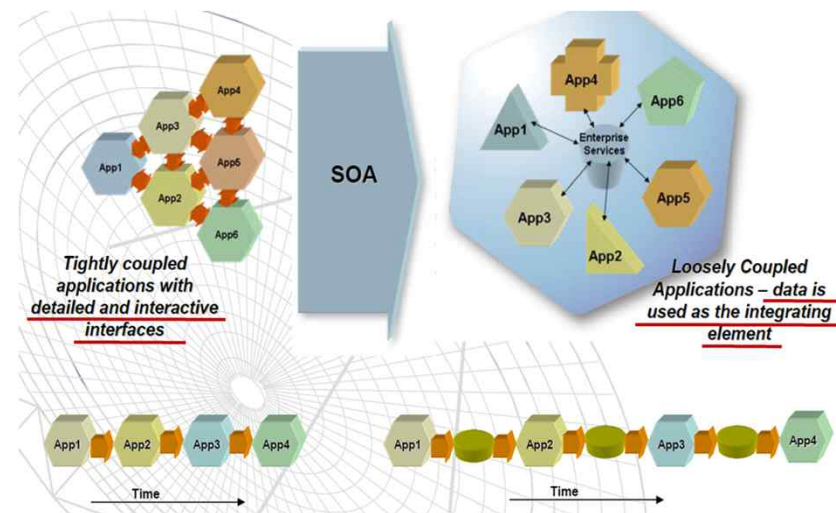 App4
App3
App1
App5
App2
App6
Tightly coupled
applications with
detailed and interactive
interfaces
SOA
App4
App6
App1
Enterprise
Services
App5
App3
App2
Loosely Coupled
Applications – data is
used as the integrating
element
App1 App2 App3 App4
Time
App1 App2 App3 App4
Time